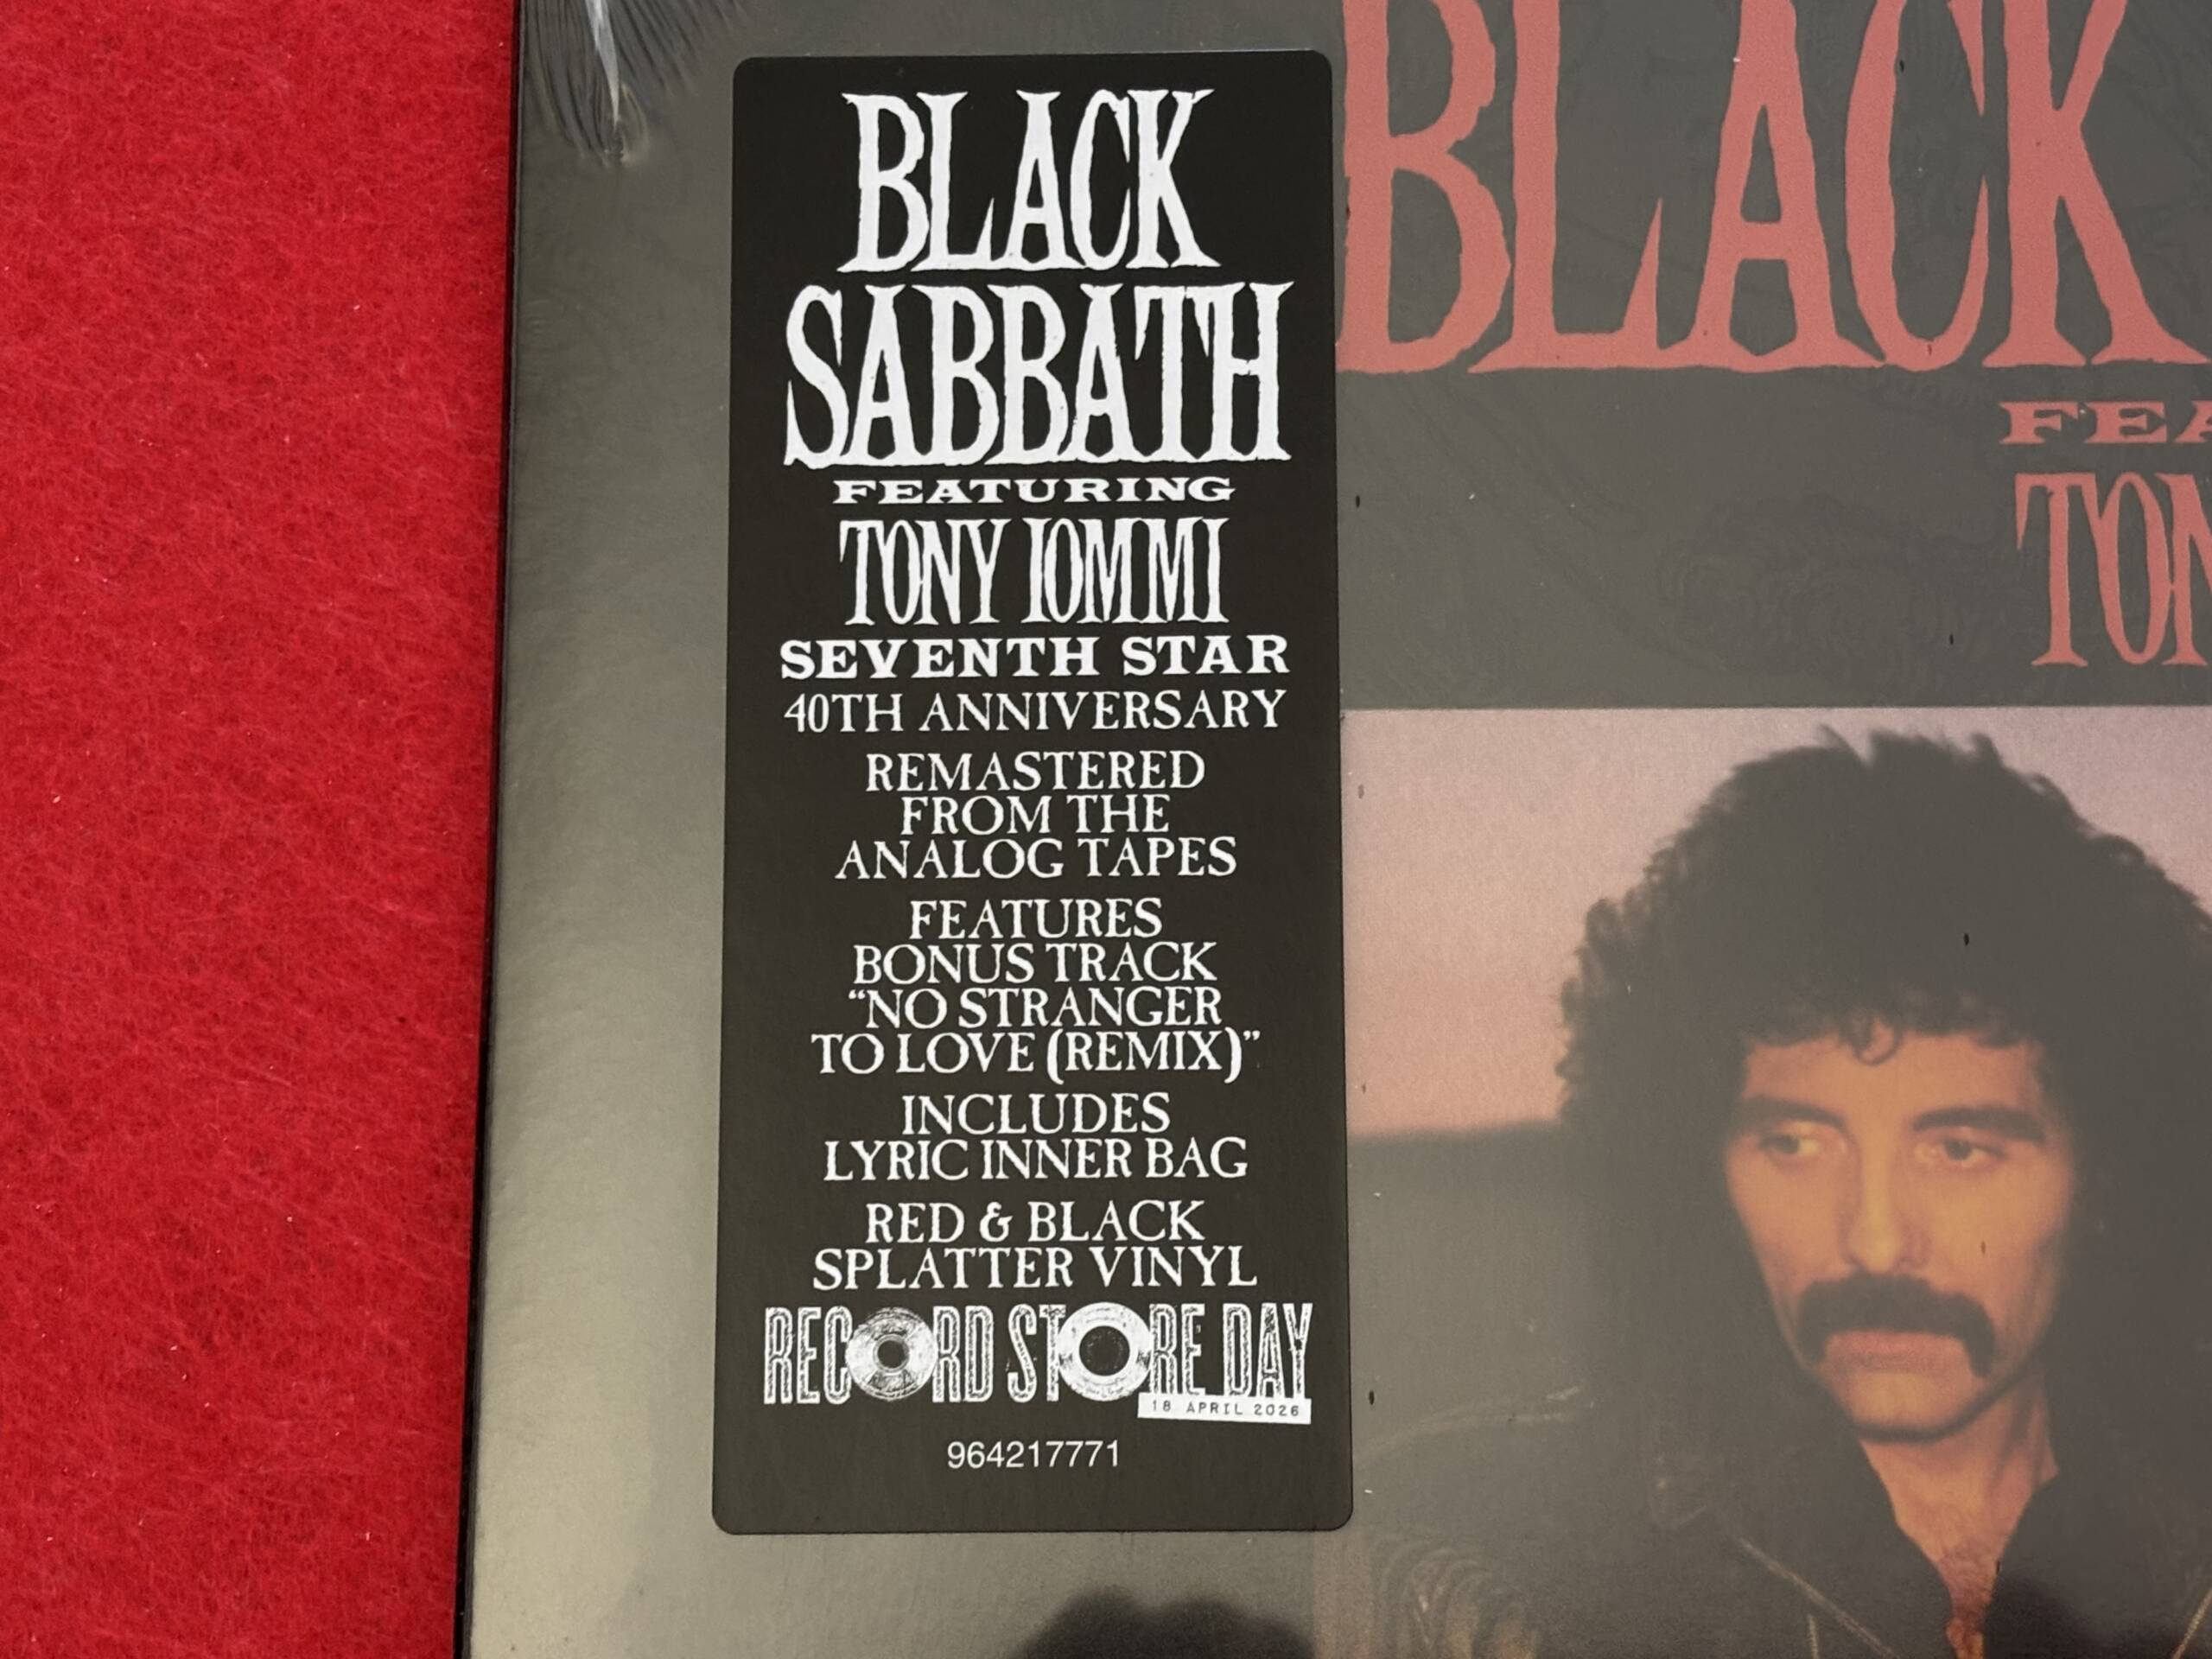 BLACK
SABBATH
FEATURING
TONY IOMMI
SEVENTH STAR
40TH ANNIVERSARY
REMASTERED
FROM THE
ANALOG TAPES
FEATURES
BONUS TRACK
“NO STRANGER
TO LOVE (REMIX)”
INCLUDES
LYRIC INNER BAG
RED & BLACK
SPLATTER VINYL
RECORD STORE DAY
18 APRIL 2026
964217771
BLACK
FEA
TON